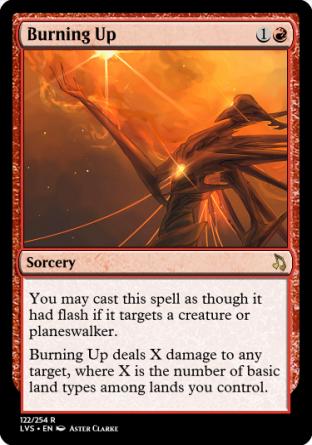 Burning Up 1
Sorcery
You may cast this spell as though it
had flash if it targets a creature or
planeswalker.
Burning Up deals X damage to any
target, where X is the number of basic
land types among lands you control.
122/254 R
LVS • EN Aster Clarke